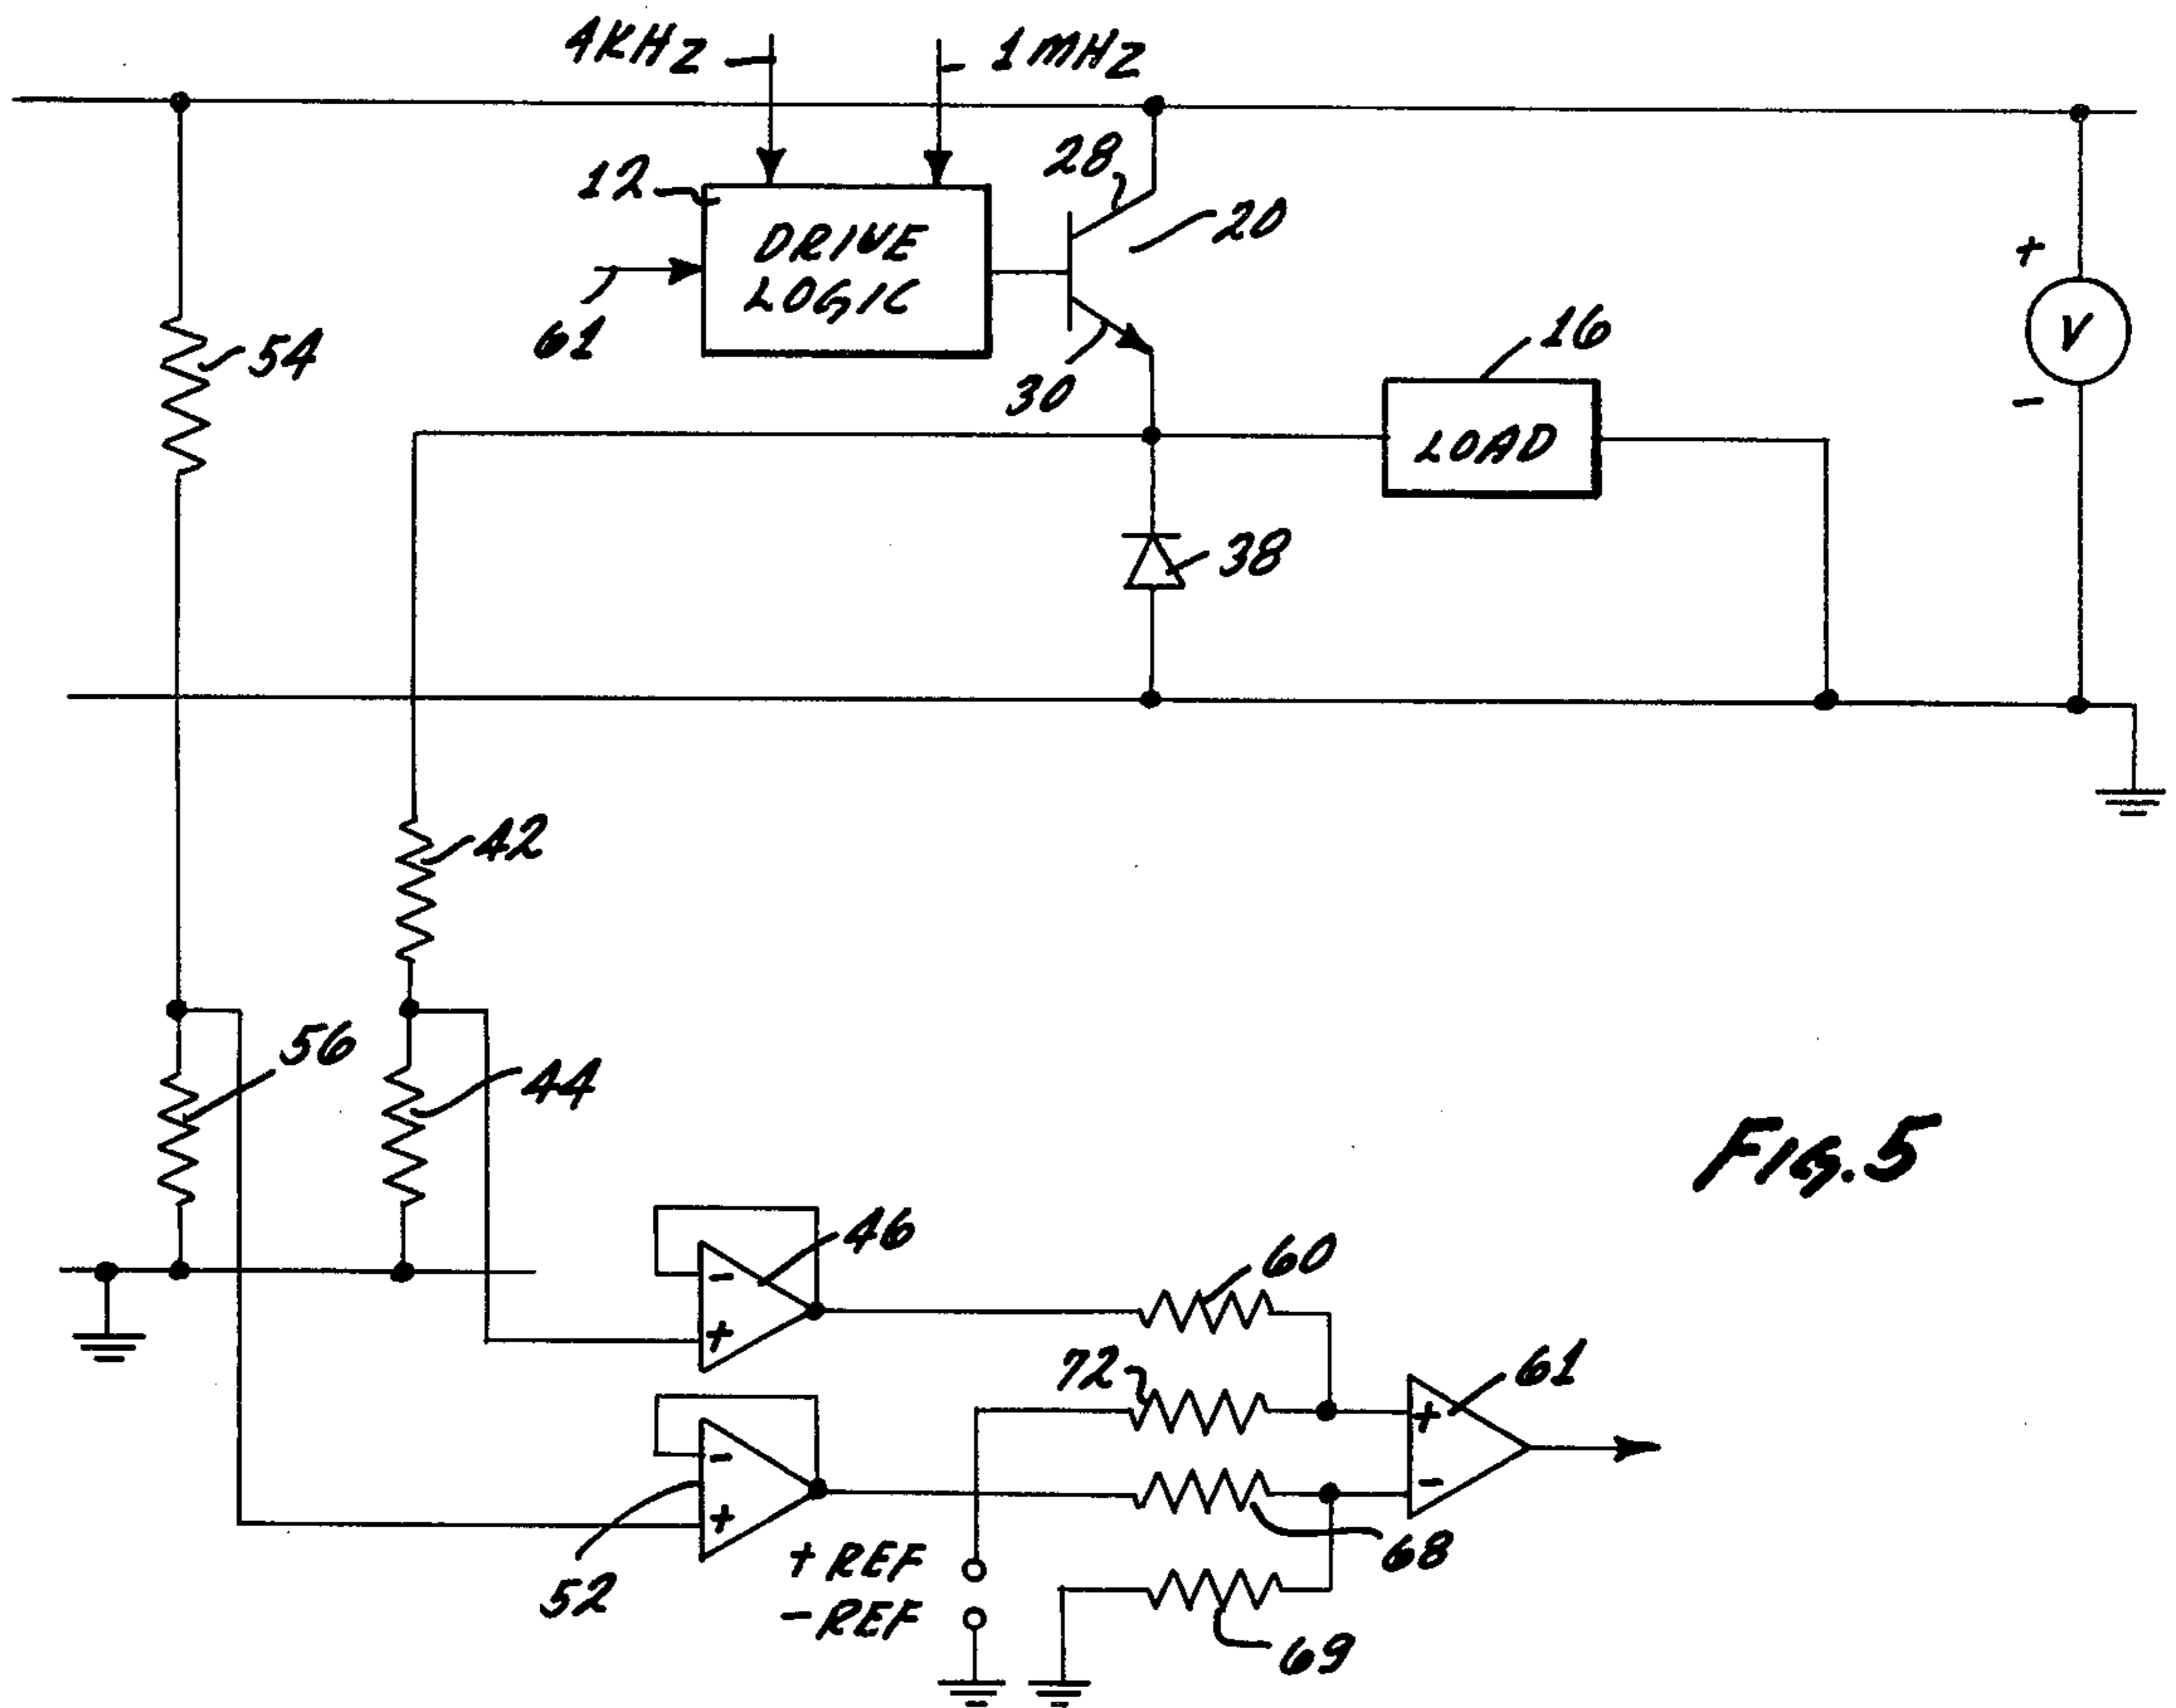 4KHZ
1MHZ
12
28
20
DRIVE
LOGIC
61
30
54
16
LOAD
+
V
-
38
42
56
44
46
-
+
60
72
61
+
-
52
-
+
68
+ REF
- REF
69
FIG. 5